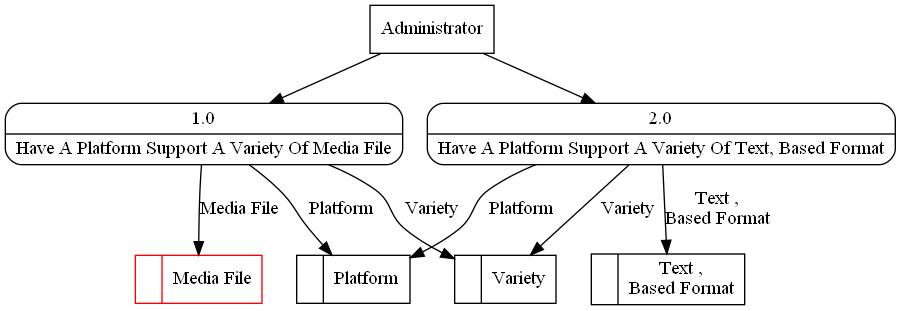 Administrator
1.0
Have A Platform Support A Variety Of Media File
2.0
Have A Platform Support A Variety Of Text, Based Format
Media File
Platform
Variety
Platform
Variety
Text ,
Based Format
Media File
Platform
Variety
Text ,
Based Format